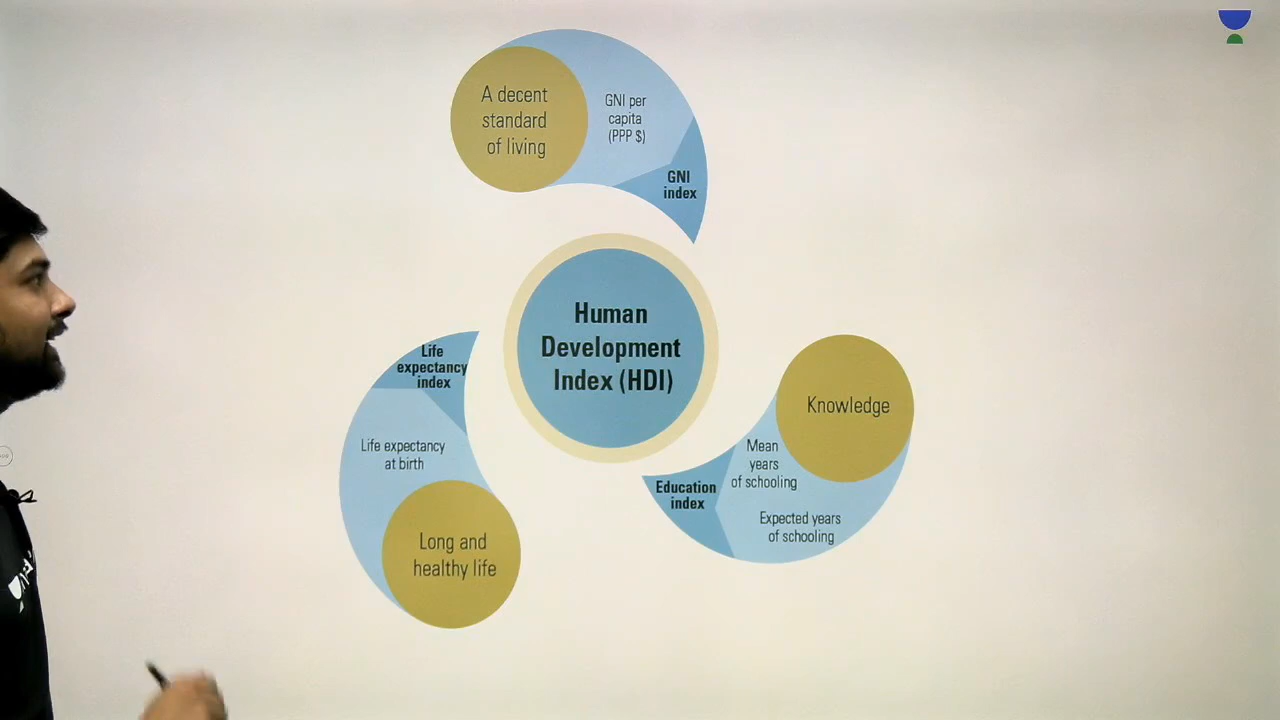 A decent
standard
of living
GNI per
capita
(PPP $)
GNI
index
Human
Development
Index (HDI)
Life
expectancy
index
Life expectancy
at birth
Long and
healthy life
Knowledge
Mean
years
of schooling
Expected years
of schooling
Education
index